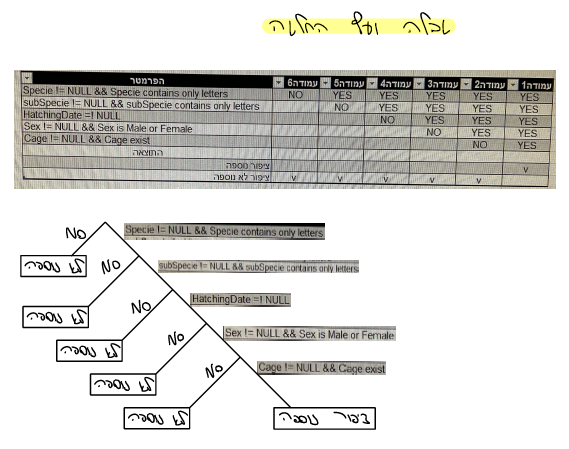 טבלה ועץ החלטה
הפרמטר עמודה6 עמודה5 עמודה4 עמודה3 עמודה2 עמודה1
Specie != NULL && Specie contains only letters NO YES YES YES YES YES
subSpecie != NULL && subSpecie contains only letters NO YES YES YES YES
HatchingDate =! NULL NO YES YES YES
Sex != NULL && Sex is Male or Female NO YES YES
Cage != NULL && Cage exist NO YES
התוצאה
ציפור נוספה v
ציפור לא נוספה v v v v v
NO Specie != NULL && Specie contains only letters
לא נוספה NO subSpecie != NULL && subSpecie contains only letters
לא נוספה NO HatchingDate =! NULL
לא נוספה NO Sex != NULL && Sex is Male or Female
לא נוספה NO Cage != NULL && Cage exist
לא נוספה ציפור נוספה